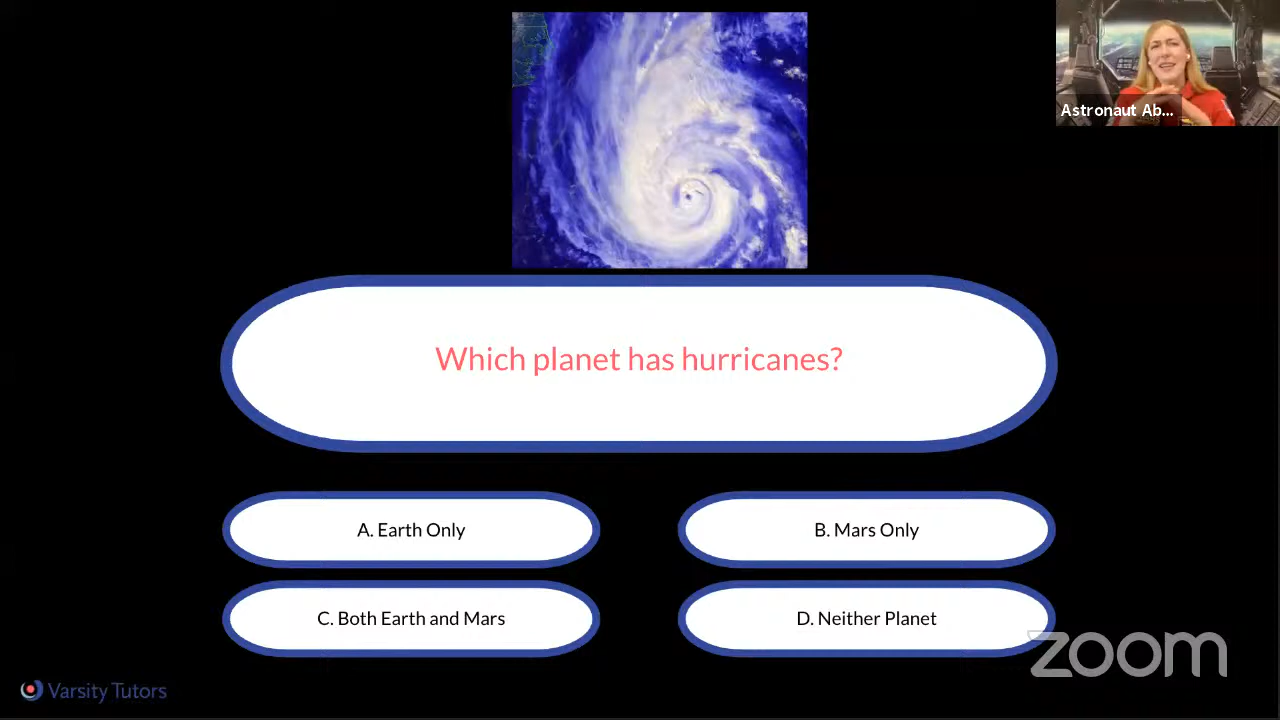 Astronaut Ab...
Which planet has hurricanes?
A. Earth Only
B. Mars Only
C. Both Earth and Mars
D. Neither Planet
zoom
Varsity Tutors